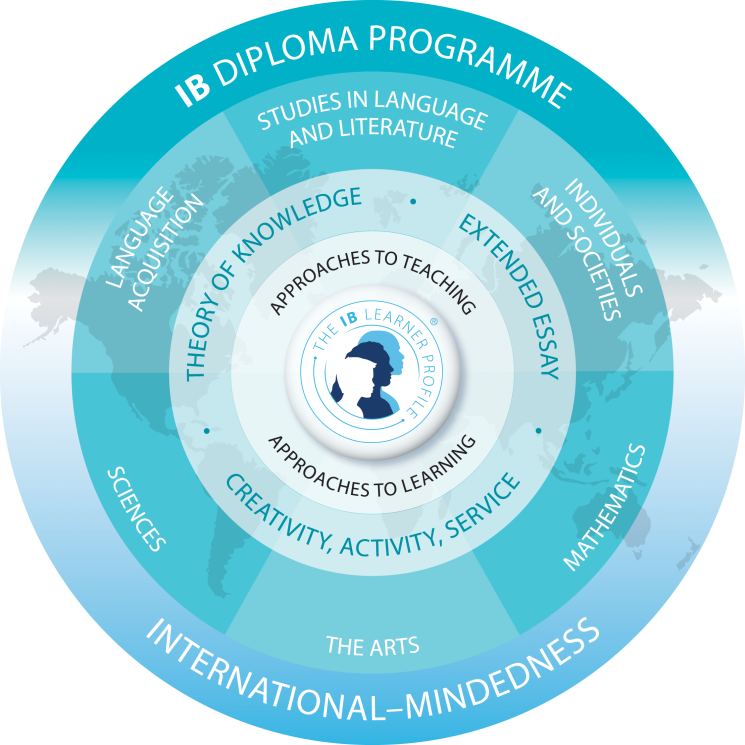 IB DIPLOMA PROGRAMME
STUDIES IN LANGUAGE
AND LITERATURE
LANGUAGE
ACQUISITION
INDIVIDUALS
AND SOCIETIES
THEORY OF KNOWLEDGE
•
EXTENDED ESSAY
APPROACHES TO TEACHING
THE IB LEARNER PROFILE
®
APPROACHES TO LEARNING
•
CREATIVITY, ACTIVITY, SERVICE
•
SCIENCES
MATHEMATICS
THE ARTS
INTERNATIONAL–MINDEDNESS